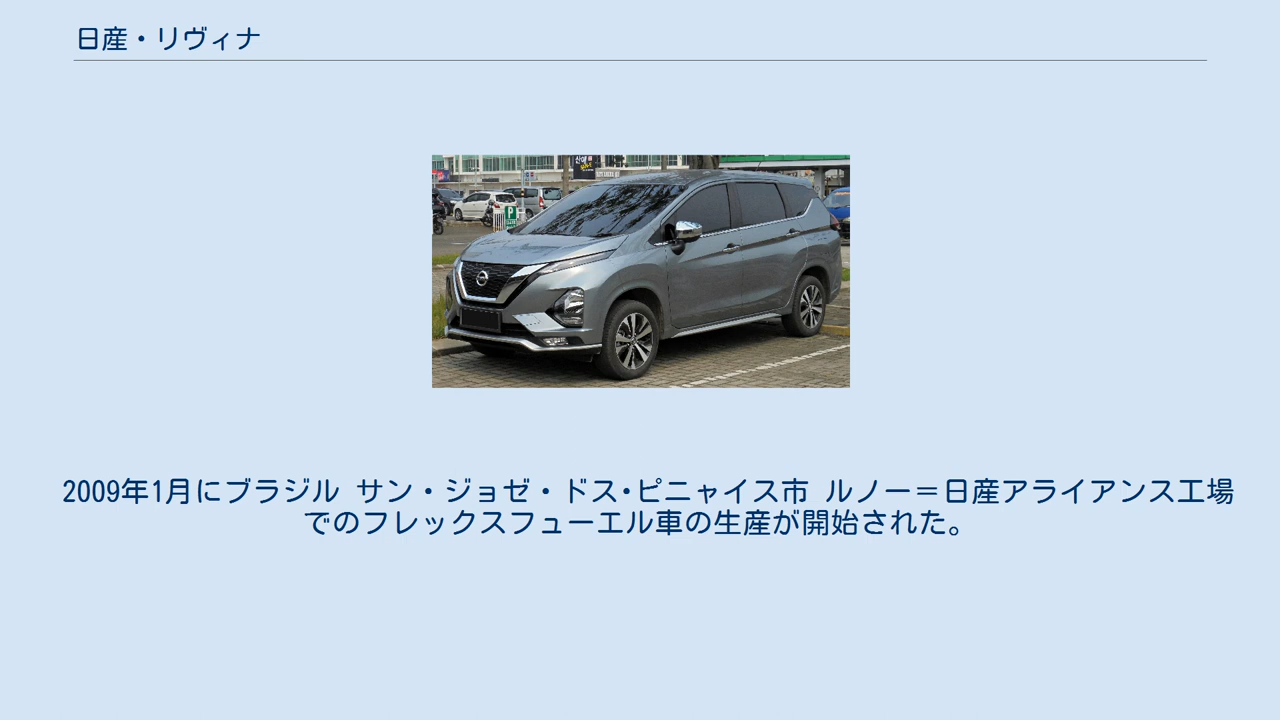 日産・リヴィナ
P
2009年1月にブラジル サン・ジョゼ・ドス・ピニャイス市 ルノー＝日産アライアンス工場
でのフレックスフューエル車の生産が開始された。